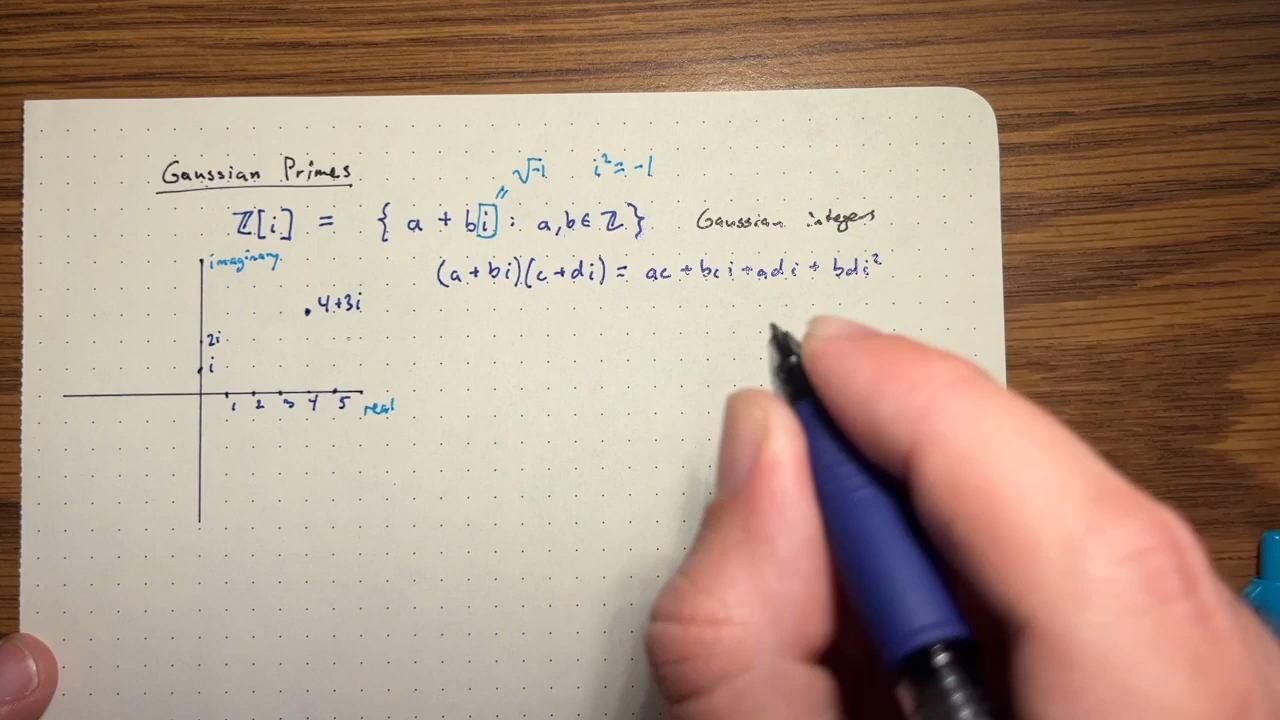 Gaussian Primes
√-1 i² = -1
ℤ[i] = { a + bi : a, b ∈ ℤ } Gaussian integers
(a + bi)(c + di) = ac + bci + adi + bdi²
imaginary
4+3i
2i
i
1 2 3 4 5 real